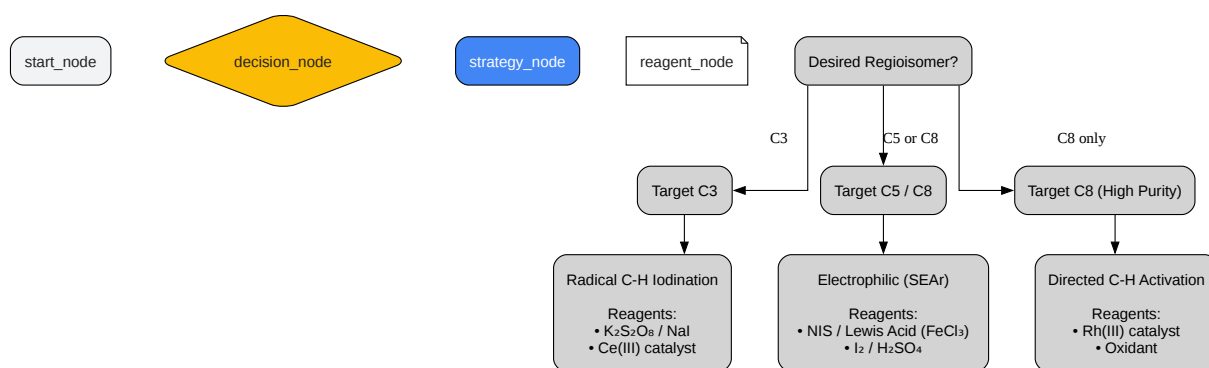 start_node
decision_node
strategy_node
reagent_node
Desired Regioisomer?
C3
C5 or C8
C8 only
Target C3
Target C5 / C8
Target C8 (High Purity)
Radical C-H Iodination
Reagents:
• K₂S₂O₈ / NaI
• Ce(III) catalyst
Electrophilic (SEAr)
Reagents:
• NIS / Lewis Acid (FeCl₃)
• I₂ / H₂SO₄
Directed C-H Activation
Reagents:
• Rh(III) catalyst
• Oxidant